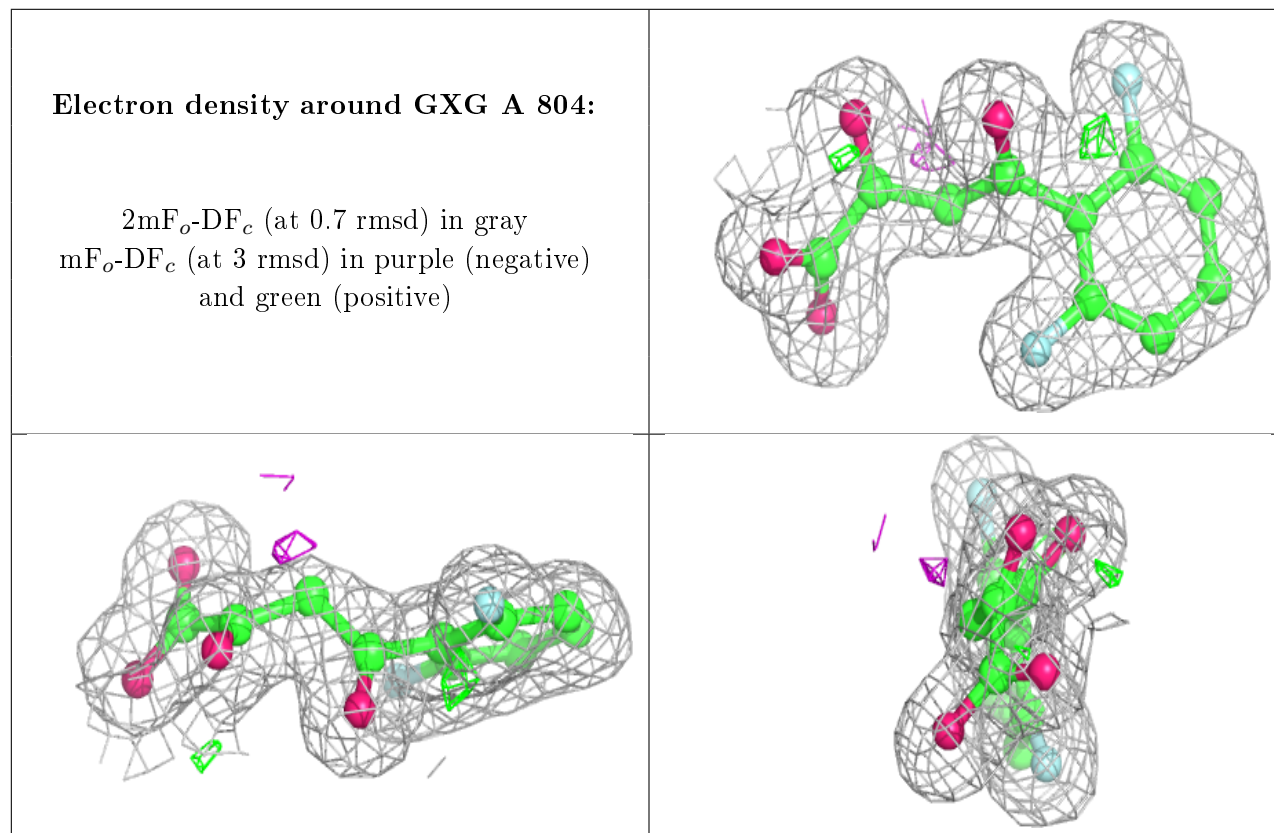 Electron density around GXG A 804:
2mFₒ-DF𝑐 (at 0.7 rmsd) in gray
mFₒ-DF𝑐 (at 3 rmsd) in purple (negative)
and green (positive)